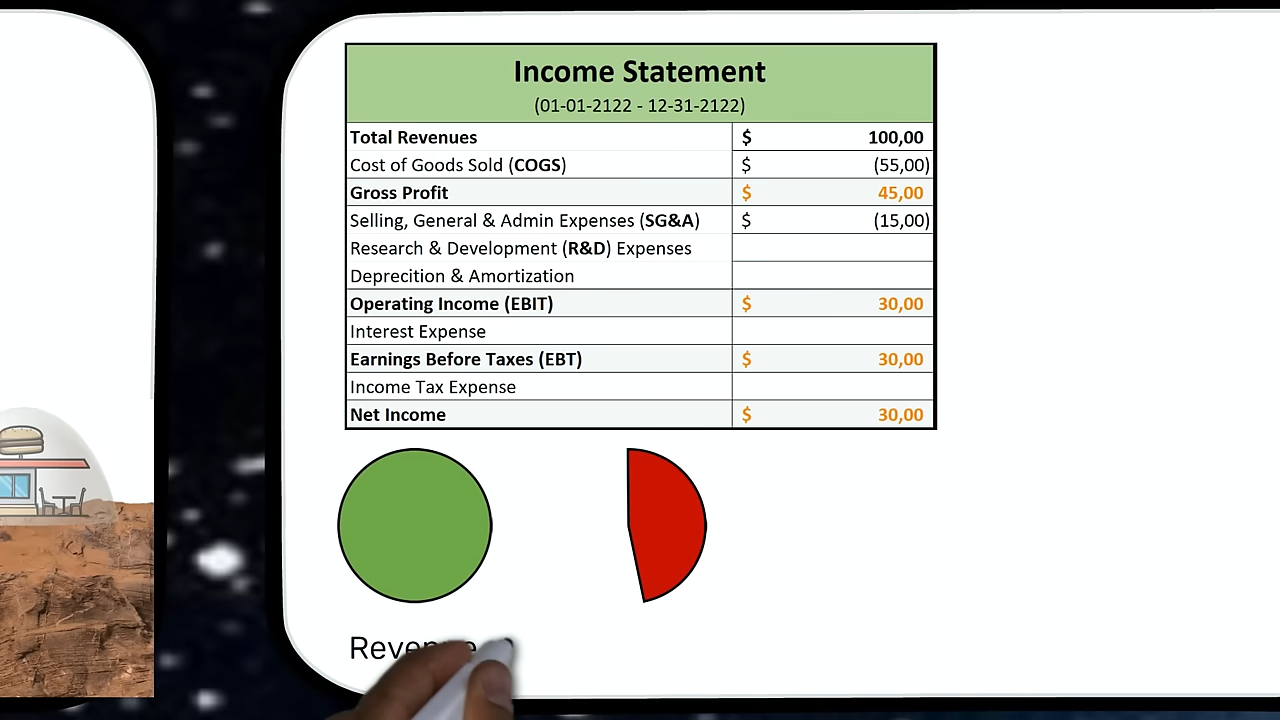 Income Statement
(01-01-2122 - 12-31-2122)
Total Revenues $ 100,00
Cost of Goods Sold (COGS) $ (55,00)
Gross Profit $ 45,00
Selling, General & Admin Expenses (SG&A) $ (15,00)
Research & Development (R&D) Expenses
Deprecition & Amortization
Operating Income (EBIT) $ 30,00
Interest Expense
Earnings Before Taxes (EBT) $ 30,00
Income Tax Expense
Net Income $ 30,00
Revenue